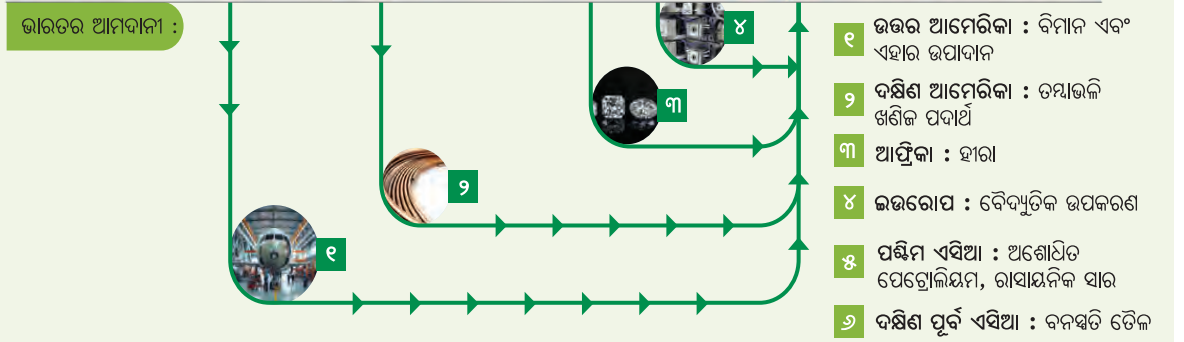 ଭାରତର ଆମଦାନୀ :
୪
୩
୨
୧
୧ ଉତ୍ତର ଆମେରିକା : ବିମାନ ଏବଂ
ଏହାର ଉପାଦାନ
୨ ଦକ୍ଷିଣ ଆମେରିକା : ତମ୍ୱାଭଳି
ଖଣିଜ ପଦାର୍ଥ
୩ ଆଫ୍ରିକା : ହୀରା
୪ ଇଉରୋପ : ବୈଦ୍ୟୁତିକ ଉପକରଣ
୫ ପଶ୍ଚିମ ଏସିଆ : ଅଶୋଧିତ
ପେଟ୍ରୋଲିୟମ, ରାସାୟନିକ ସାର
୬ ଦକ୍ଷିଣ ପୂର୍ବ ଏସିଆ : ବନସ୍ପତି ତୈଳ